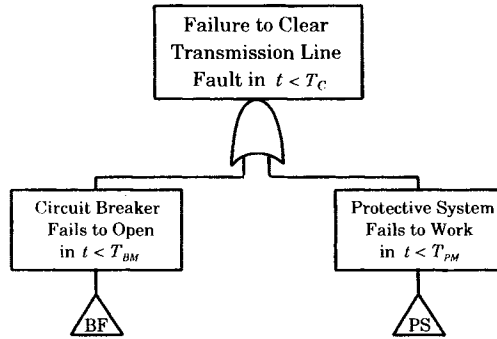 Failure to Clear
Transmission Line
Fault in t < T_C
Circuit Breaker
Fails to Open
in t < T_BM
Protective System
Fails to Work
in t < T_PM
BF
PS